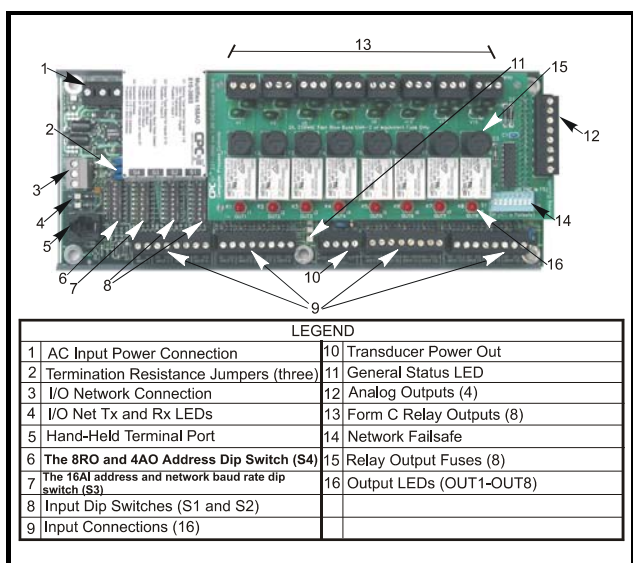 13
1
11
15
2
12
3
4
14
5
6
7
8
10
9
16
CPC
LEGEND
1 AC Input Power Connection
2 Termination Resistance Jumpers (three)
3 I/O Network Connection
4 I/O Net Tx and Rx LEDs
5 Hand-Held Terminal Port
6 The 8RO and 4AO Address Dip Switch (S4)
7 The 16AI address and network baud rate dip switch (S3)
8 Input Dip Switches (S1 and S2)
9 Input Connections (16)
10 Transducer Power Out
11 General Status LED
12 Analog Outputs (4)
13 Form C Relay Outputs (8)
14 Network Failsafe
15 Relay Output Fuses (8)
16 Output LEDs (OUT1-OUT8)